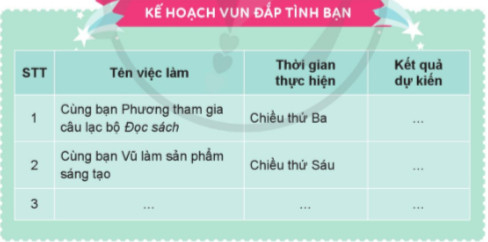 KẾ HOẠCH VUN ĐẮP TÌNH BẠN
STT
Tên việc làm
Thời gian
thực hiện
Kết quả
dự kiến
1
Cùng bạn Phương tham gia
câu lạc bộ Đọc sách
Chiều thứ Ba
...
2
Cùng bạn Vũ làm sản phẩm
sáng tạo
Chiều thứ Sáu
...
3
...
...
...